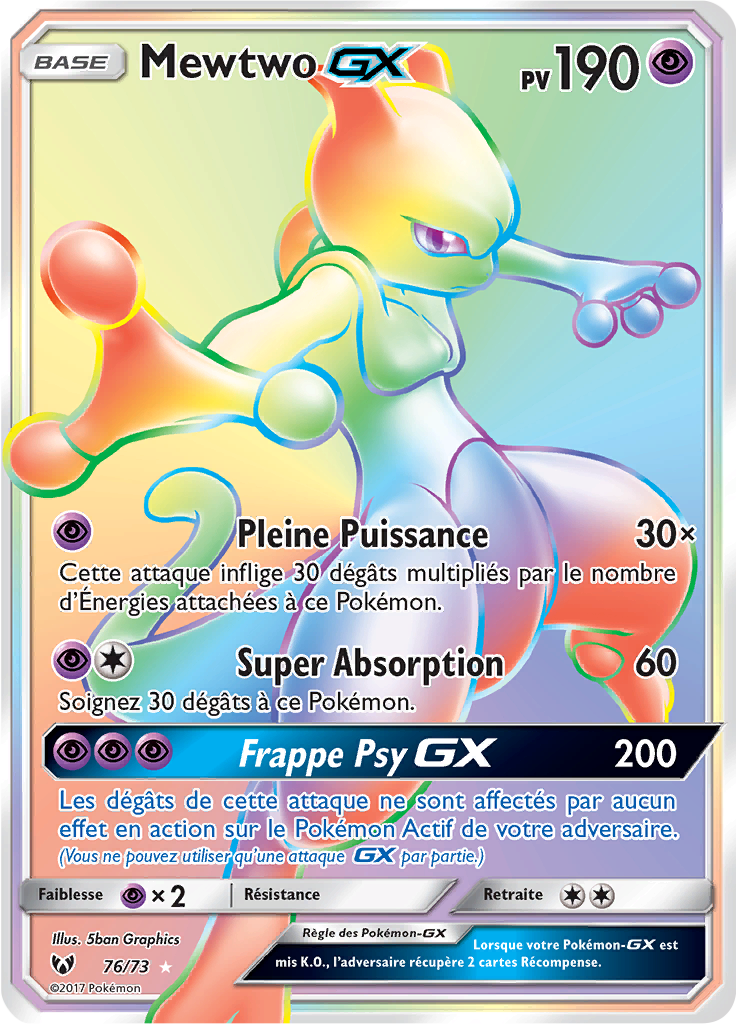 BASE Mewtwo GX PV 190
Pleine Puissance 30×
Cette attaque inflige 30 dégâts multipliés par le nombre
d’Énergies attachées à ce Pokémon.
Super Absorption 60
Soignez 30 dégâts à ce Pokémon.
Frappe Psy GX 200
Les dégâts de cette attaque ne sont affectés par aucun
effet en action sur le Pokémon Actif de votre adversaire.
(Vous ne pouvez utiliser qu’une attaque GX par partie.)
Faiblesse ×2 Résistance Retraite
Illus. 5ban Graphics
76/73
©2017 Pokémon
Règle des Pokémon-GX
Lorsque votre Pokémon-GX est
mis K.O., l’adversaire récupère 2 cartes Récompense.